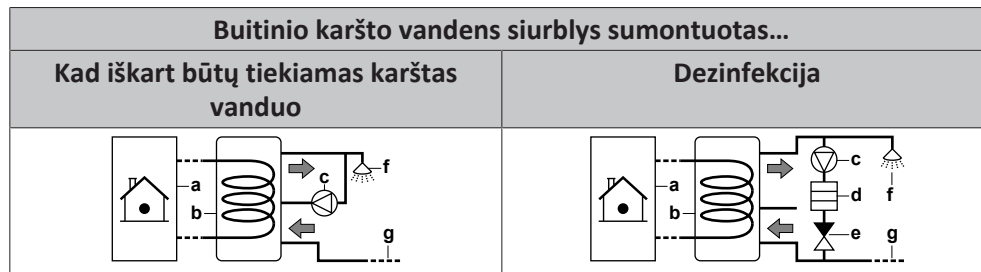 Buitinio karšto vandens siurblys sumontuotas…
Kad iškart būtų tiekiamas karštas
vanduo
Dezinfekcija
a
b
c
f
g
a
b
c
d
e
f
g